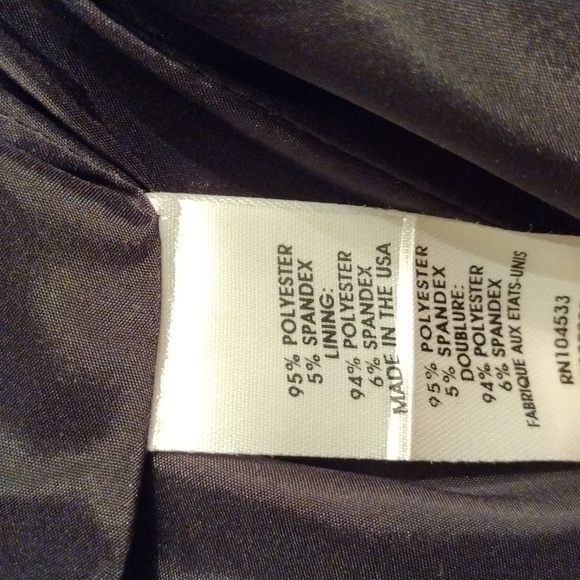 95% POLYESTER
5% SPANDEX
LINING:
94% POLYESTER
6% SPANDEX
MADE IN THE USA
95% POLYESTER
5% SPANDEX
DOUBLURE:
94% POLYESTER
6% SPANDEX
FABRIQUE AUX ETATS-UNIS
RN104533